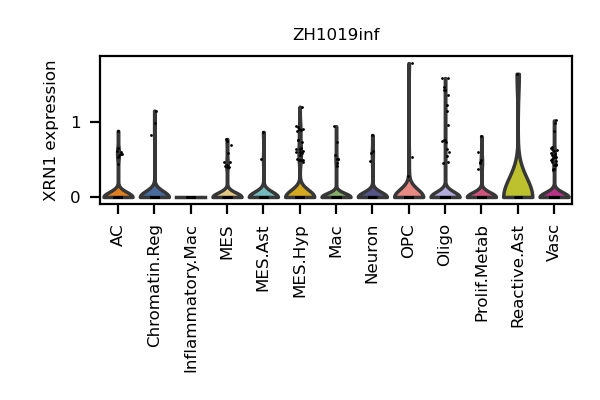 ZH1019inf
XRN1 expression
1
0
AC
Chromatin.Reg
Inflammatory.Mac
MES
MES.Ast
MES.Hyp
Mac
Neuron
OPC
Oligo
Prolif.Metab
Reactive.Ast
Vasc